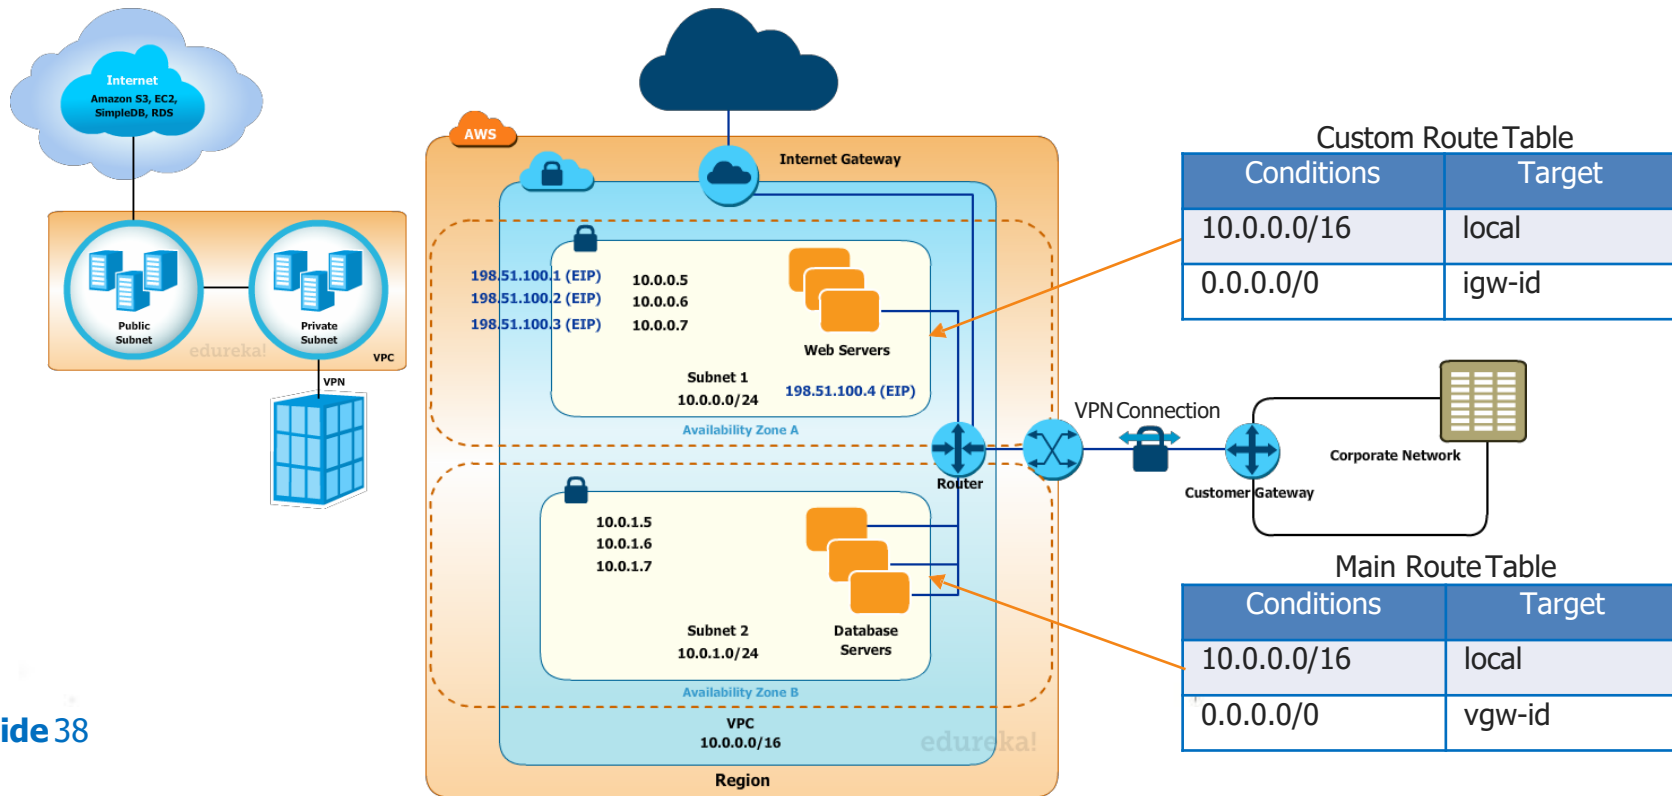 Internet
Amazon S3, EC2,
SimpleDB, RDS
Public
Subnet
Private
Subnet
edureka!
VPC
VPN
AWS
Internet Gateway
198.51.100.1 (EIP)
198.51.100.2 (EIP)
198.51.100.3 (EIP)
10.0.0.5
10.0.0.6
10.0.0.7
Web Servers
Subnet 1
10.0.0.0/24
198.51.100.4 (EIP)
Availability Zone A
Router
10.0.1.5
10.0.1.6
10.0.1.7
Subnet 2
10.0.1.0/24
Database
Servers
Availability Zone B
VPC
10.0.0.0/16
edureka!
Region
VPN Connection
Customer Gateway
Corporate Network
Custom Route Table
Conditions Target
10.0.0.0/16 local
0.0.0.0/0 igw-id
Main Route Table
Conditions Target
10.0.0.0/16 local
0.0.0.0/0 vgw-id
ide 38